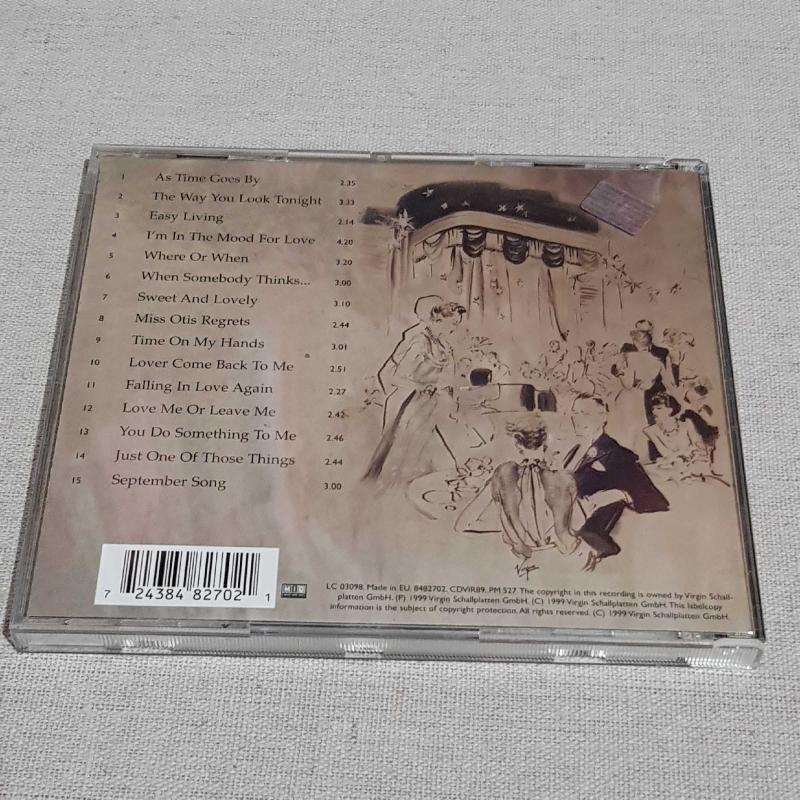 1 As Time Goes By 2.35
2 The Way You Look Tonight 3.33
3 Easy Living 2.14
4 I'm In The Mood For Love 4.20
5 Where Or When 3.20
6 When Somebody Thinks... 3.00
7 Sweet And Lovely 3.10
8 Miss Otis Regrets 2.44
9 Time On My Hands 3.01
10 Lover Come Back To Me 2.51
11 Falling In Love Again 2.27
12 Love Me Or Leave Me 2.42
13 You Do Something To Me 2.46
14 Just One Of Those Things 2.44
15 September Song 3.00
7 24384 82702 1
LC 03098. Made in EU. 8482702. CDVIR89. PM 527. The copyright in this recording is owned by Virgin Schall-
platten GmbH. (P) 1999 Virgin Schallplatten GmbH. (C) 1999 Virgin Schallplatten GmbH. This labelcopy
information is the subject of copyright protection. All rights reserved. (C) 1999 Virgin Schallplatten GmbH.